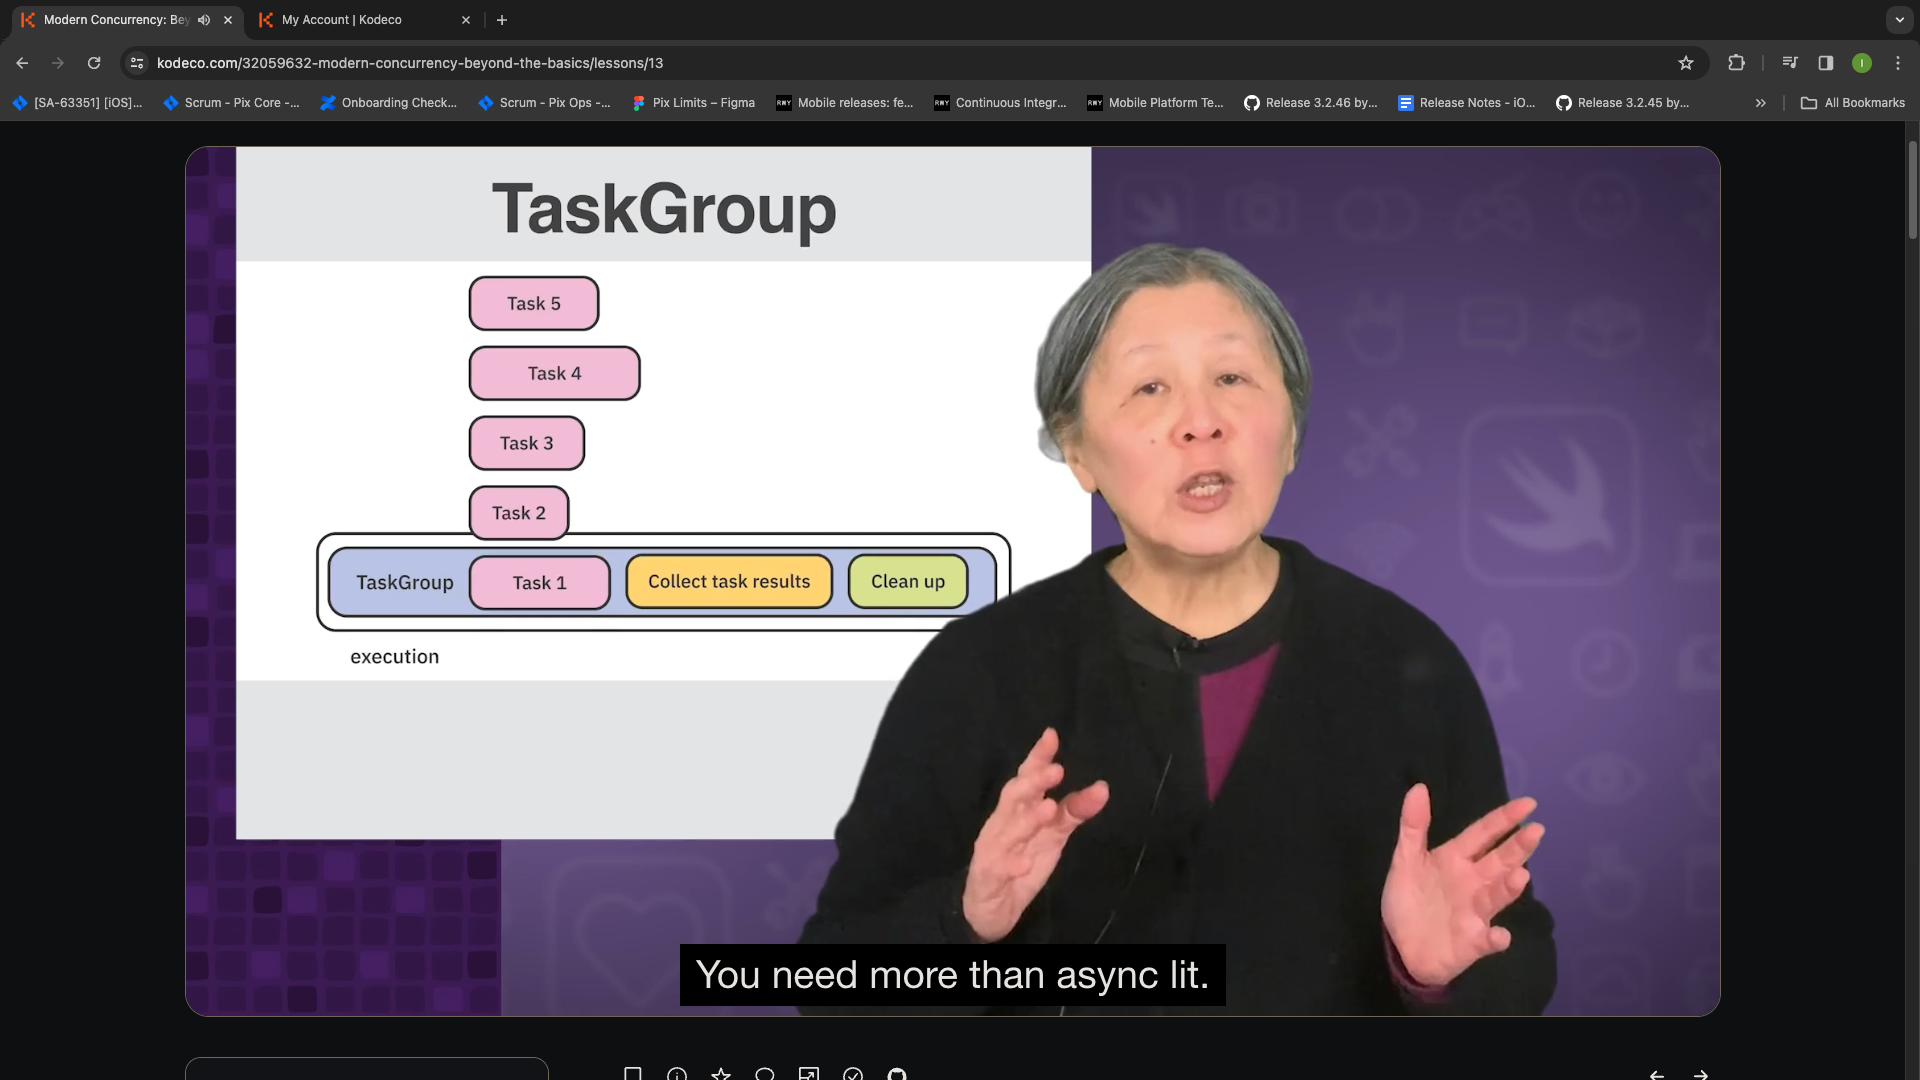 Modern Concurrency: Bey
My Account | Kodeco
kodeco.com/32059632-modern-concurrency-beyond-the-basics/lessons/13
[SA-63351] [iOS]...
Scrum - Pix Core -...
Onboarding Check...
Scrum - Pix Ops -...
Pix Limits – Figma
RWY
Mobile releases: fe...
RWY
Continuous Integr...
RWY
Mobile Platform Te...
Release 3.2.46 by...
Release Notes - iO...
Release 3.2.45 by...
All Bookmarks
TaskGroup
Task 5
Task 4
Task 3
Task 2
TaskGroup
Task 1
Collect task results
Clean up
execution
You need more than async lit.